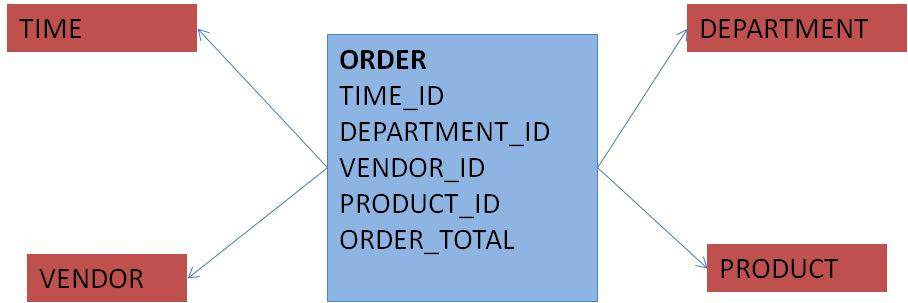 TIME
DEPARTMENT
ORDER
TIME_ID
DEPARTMENT_ID
VENDOR_ID
PRODUCT_ID
ORDER_TOTAL
VENDOR
PRODUCT